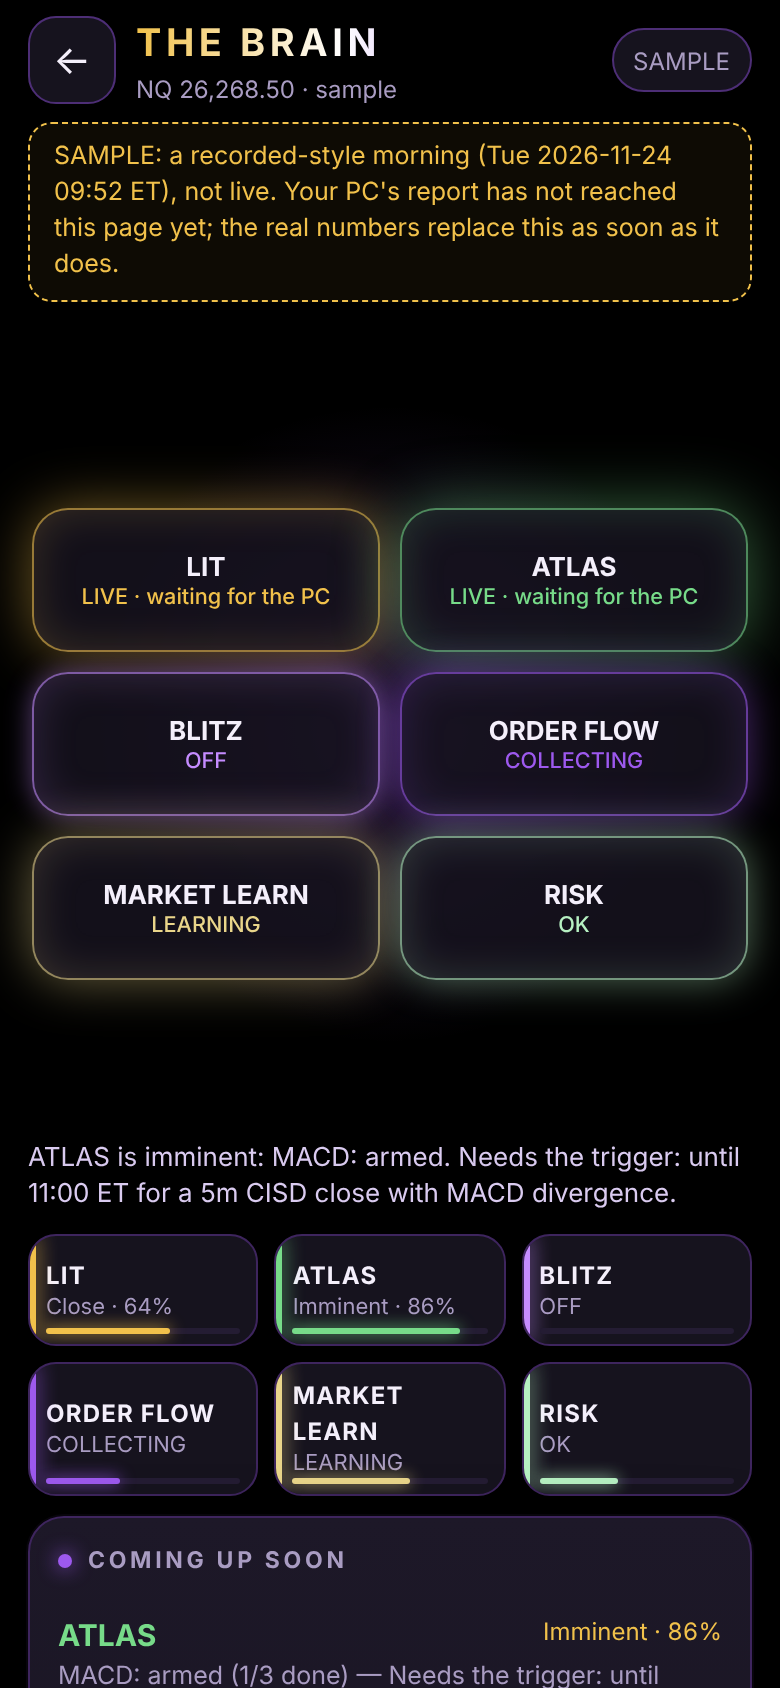 ←
THE BRAIN
NQ 26,268.50 · sample
SAMPLE
SAMPLE: a recorded-style morning (Tue 2026-11-24
09:52 ET), not live. Your PC's report has not reached
this page yet; the real numbers replace this as soon as it
does.
LIT
LIVE · waiting for the PC
ATLAS
LIVE · waiting for the PC
BLITZ
OFF
ORDER FLOW
COLLECTING
MARKET LEARN
LEARNING
RISK
OK
ATLAS is imminent: MACD: armed. Needs the trigger: until
11:00 ET for a 5m CISD close with MACD divergence.
LIT
Close · 64%
ATLAS
Imminent · 86%
BLITZ
OFF
ORDER FLOW
COLLECTING
MARKET
LEARN
LEARNING
RISK
OK
COMING UP SOON
ATLAS
Imminent · 86%
MACD: armed (1/3 done) — Needs the trigger: until